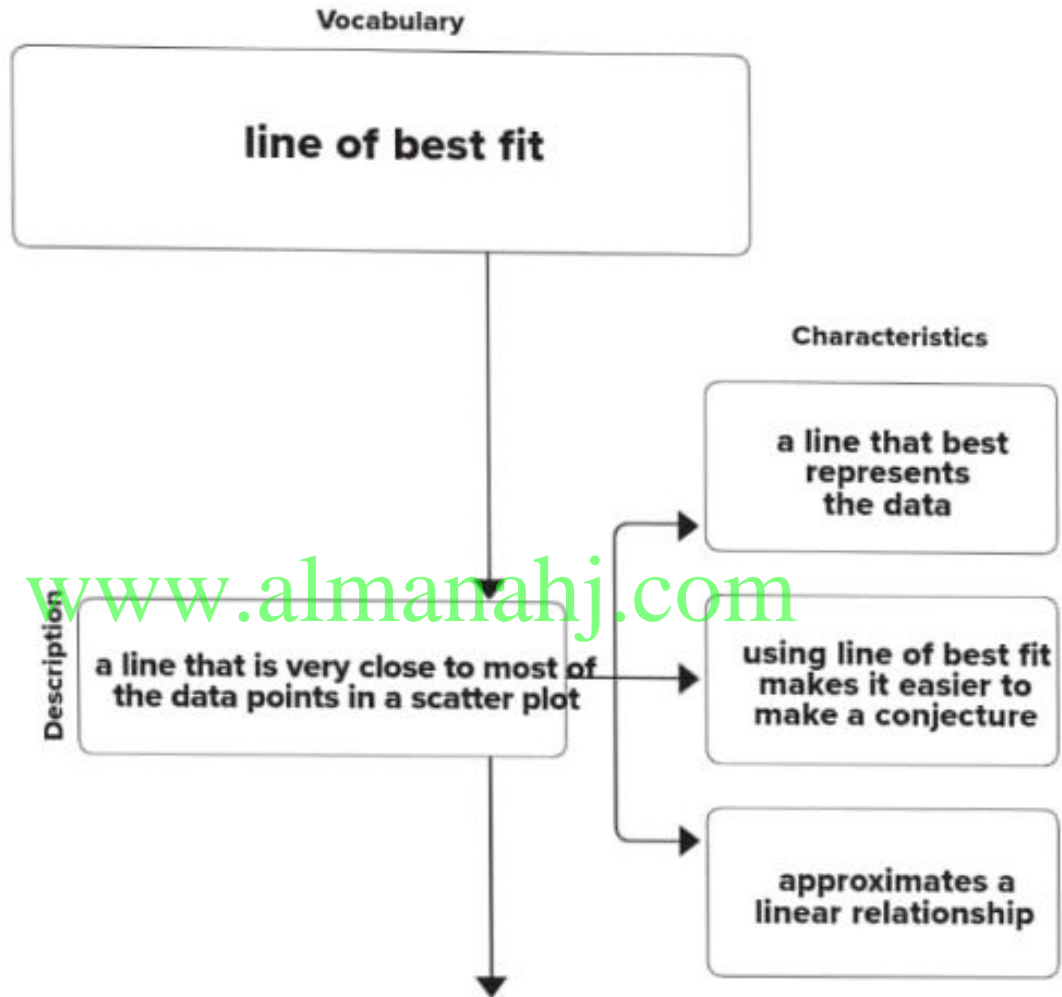 Vocabulary
line of best fit
Characteristics
a line that best
represents
the data
www.almanahj.com
Description
a line that is very close to most of
the data points in a scatter plot
using line of best fit
makes it easier to
make a conjecture
approximates a
linear relationship